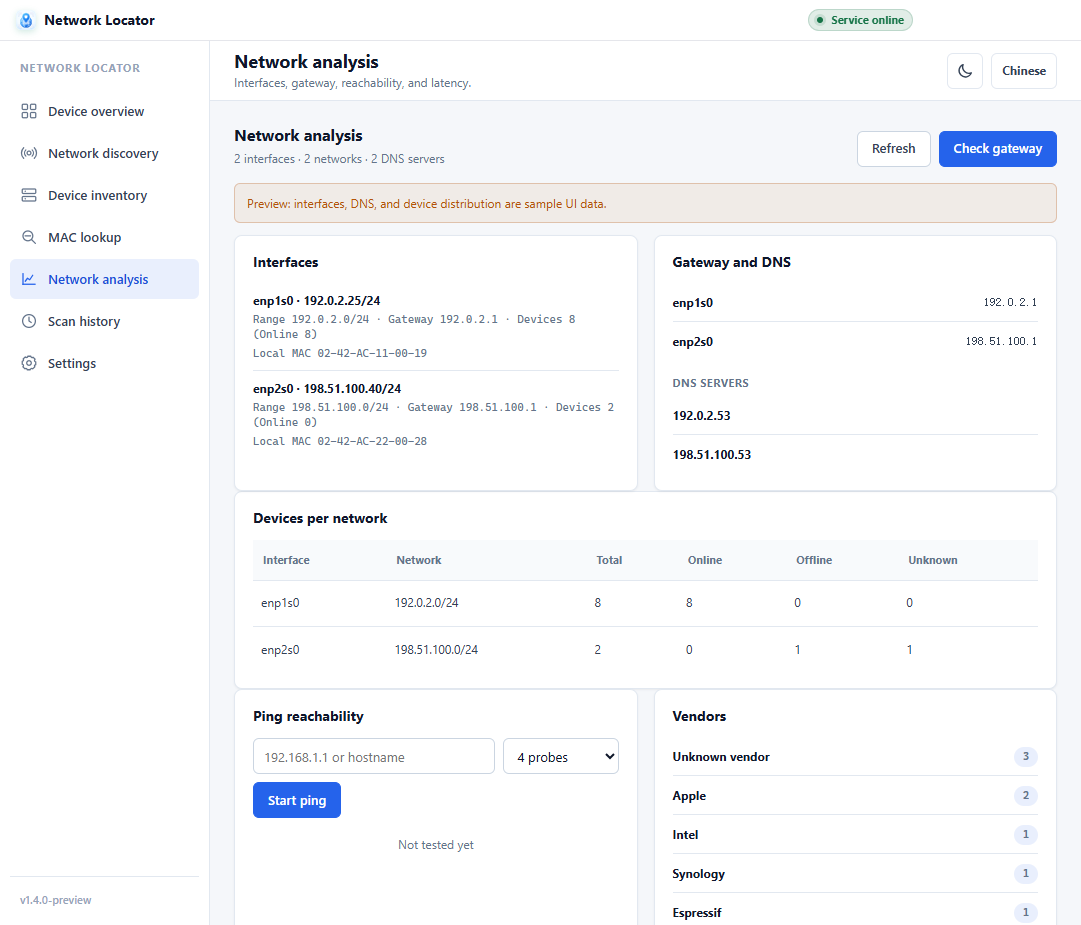 Network Locator
Service online
NETWORK LOCATOR
Device overview
Network discovery
Device inventory
MAC lookup
Network analysis
Scan history
Settings
v1.4.0-preview
Network analysis
Interfaces, gateway, reachability, and latency.
Chinese
Network analysis
2 interfaces · 2 networks · 2 DNS servers
Refresh
Check gateway
Preview: interfaces, DNS, and device distribution are sample UI data.
Interfaces
enp1s0 · 192.0.2.25/24
Range 192.0.2.0/24 · Gateway 192.0.2.1 · Devices 8
(Online 8)
Local MAC 02-42-AC-11-00-19
enp2s0 · 198.51.100.40/24
Range 198.51.100.0/24 · Gateway 198.51.100.1 · Devices 2
(Online 0)
Local MAC 02-42-AC-22-00-28
Gateway and DNS
enp1s0 192.0.2.1
enp2s0 198.51.100.1
DNS SERVERS
192.0.2.53
198.51.100.53
Devices per network
Interface Network Total Online Offline Unknown
enp1s0 192.0.2.0/24 8 8 0 0
enp2s0 198.51.100.0/24 2 0 1 1
Ping reachability
192.168.1.1 or hostname
4 probes
Start ping
Not tested yet
Vendors
Unknown vendor 3
Apple 2
Intel 1
Synology 1
Espressif 1